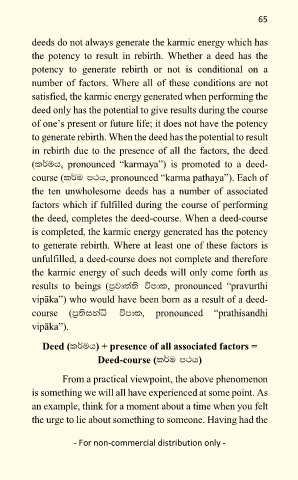 65
deeds do not always generate the karmic energy which has
the potency to result in rebirth. Whether a deed has the
potency to generate rebirth or not is conditional on a
number of factors. Where all of these conditions are not
satisfied, the karmic energy generated when performing the
deed only has the potential to give results during the course
of one’s present or future life; it does not have the potency
to generate rebirth. When the deed has the potential to result
in rebirth due to the presence of all the factors, the deed
(කර්මය, pronounced “karmaya”) is promoted to a deed-
course (කර්ම පථය, pronounced “karma pathaya”). Each of
the ten unwholesome deeds has a number of associated
factors which if fulfilled during the course of performing
the deed, completes the deed-course. When a deed-course
is completed, the karmic energy generated has the potency
to generate rebirth. Where at least one of these factors is
unfulfilled, a deed-course does not complete and therefore
the karmic energy of such deeds will only come forth as
results to beings (ප්‍රවෘත්ති විපාක, pronounced “pravurthi
vipāka”) who would have been born as a result of a deed-
course (ප්‍රතිසන්ධි විපාක, pronounced “prathisandhi
vipāka”).
Deed (කර්මය) + presence of all associated factors =
Deed-course (කර්ම පථය)
From a practical viewpoint, the above phenomenon
is something we will all have experienced at some point. As
an example, think for a moment about a time when you felt
the urge to lie about something to someone. Having had the
- For non-commercial distribution only -